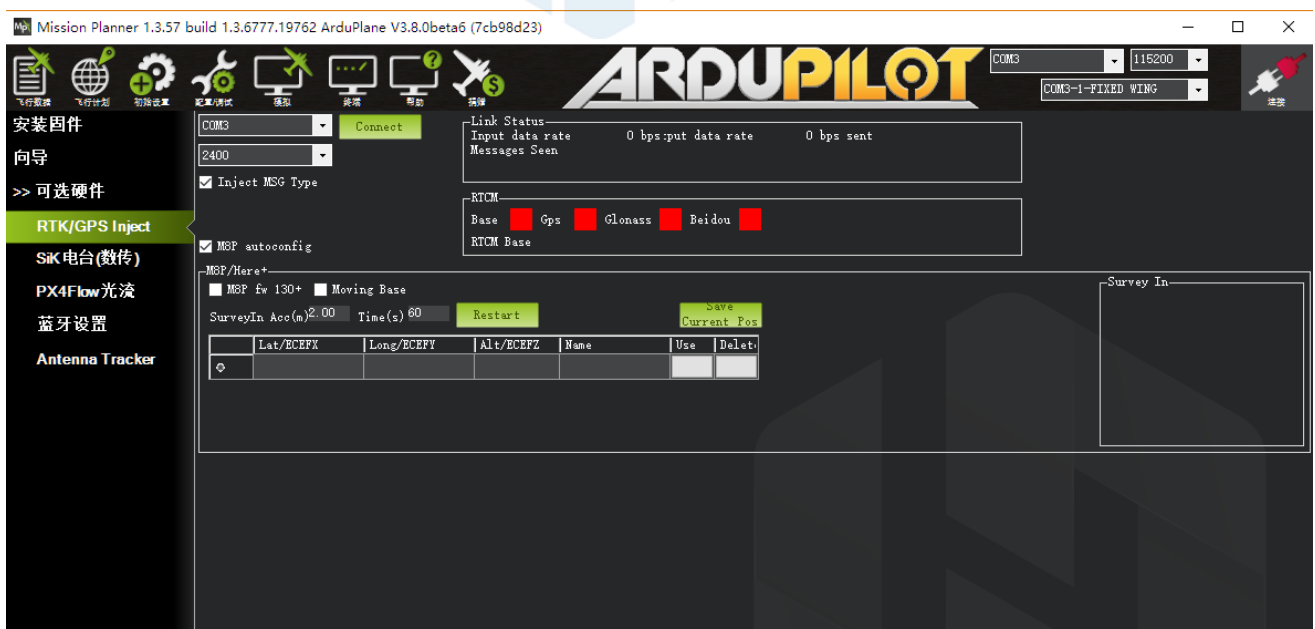 Mission Planner 1.3.57 build 1.3.6777.19762 ArduPlane V3.8.0beta6 (7cb98d23)
飞行数据 飞行计划 初始设置 配置/调试 模拟 终端 帮助 捐赠
ARDUPILOT
COM3 115200
COM3-1-FIXED WING
连接
安装固件
向导
>> 可选硬件
RTK/GPS Inject
SiK电台(数传)
PX4Flow光流
蓝牙设置
Antenna Tracker
COM3 Connect
2400
Inject MSG Type
M8P autoconfig
Link Status
Input data rate 0 bps:put data rate 0 bps sent
Messages Seen
RTCM
Base Gps Glonass Beidou
RTCM Base
M8P/Here+
M8P fw 130+ Moving Base
SurveyIn Acc(m) 2.00 Time(s) 60 Restart
Save
Current Pos
Lat/ECEFX Long/ECEFY Alt/ECEFZ Name Use Delet
Survey In